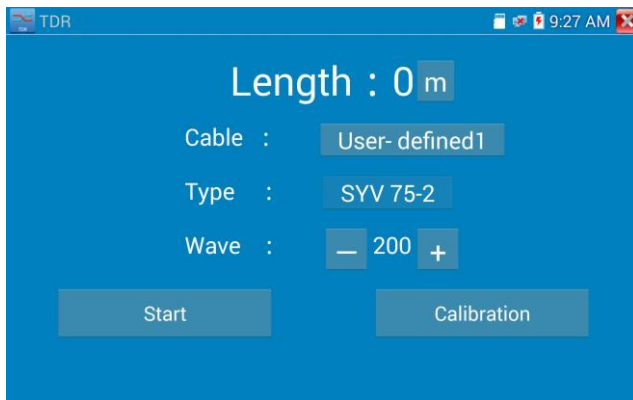 TDR 9:27 AM
Length : 0 m
Cable : User- defined1
Type : SYV 75-2
Wave : — 200 +
Start Calibration